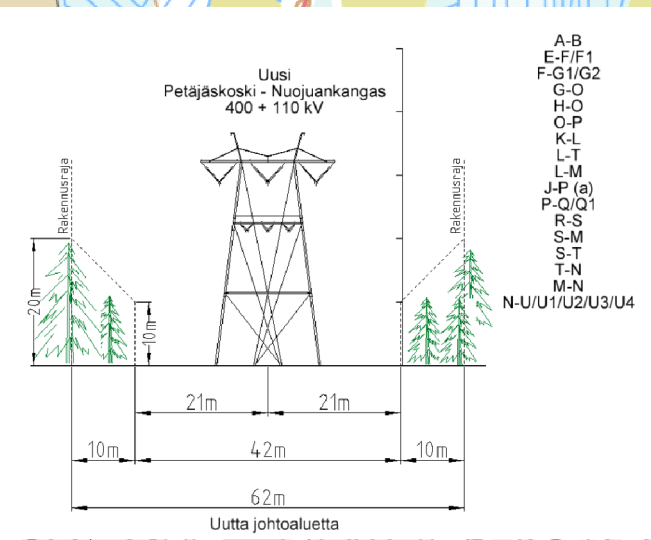 Uusi
Petäjäskoski - Nuojuankangas
400 + 110 kV
A-B
E-F/F1
F-G1/G2
G-O
H-O
O-P
K-L
L-T
L-M
J-P (a)
P-Q/Q1
R-S
S-M
S-T
T-N
M-N
N-U/U1/U2/U3/U4
Rakennusraja
Rakennusraja
20m
10m
21m
21m
10m
42m
10m
62m
Uutta johtoaluetta